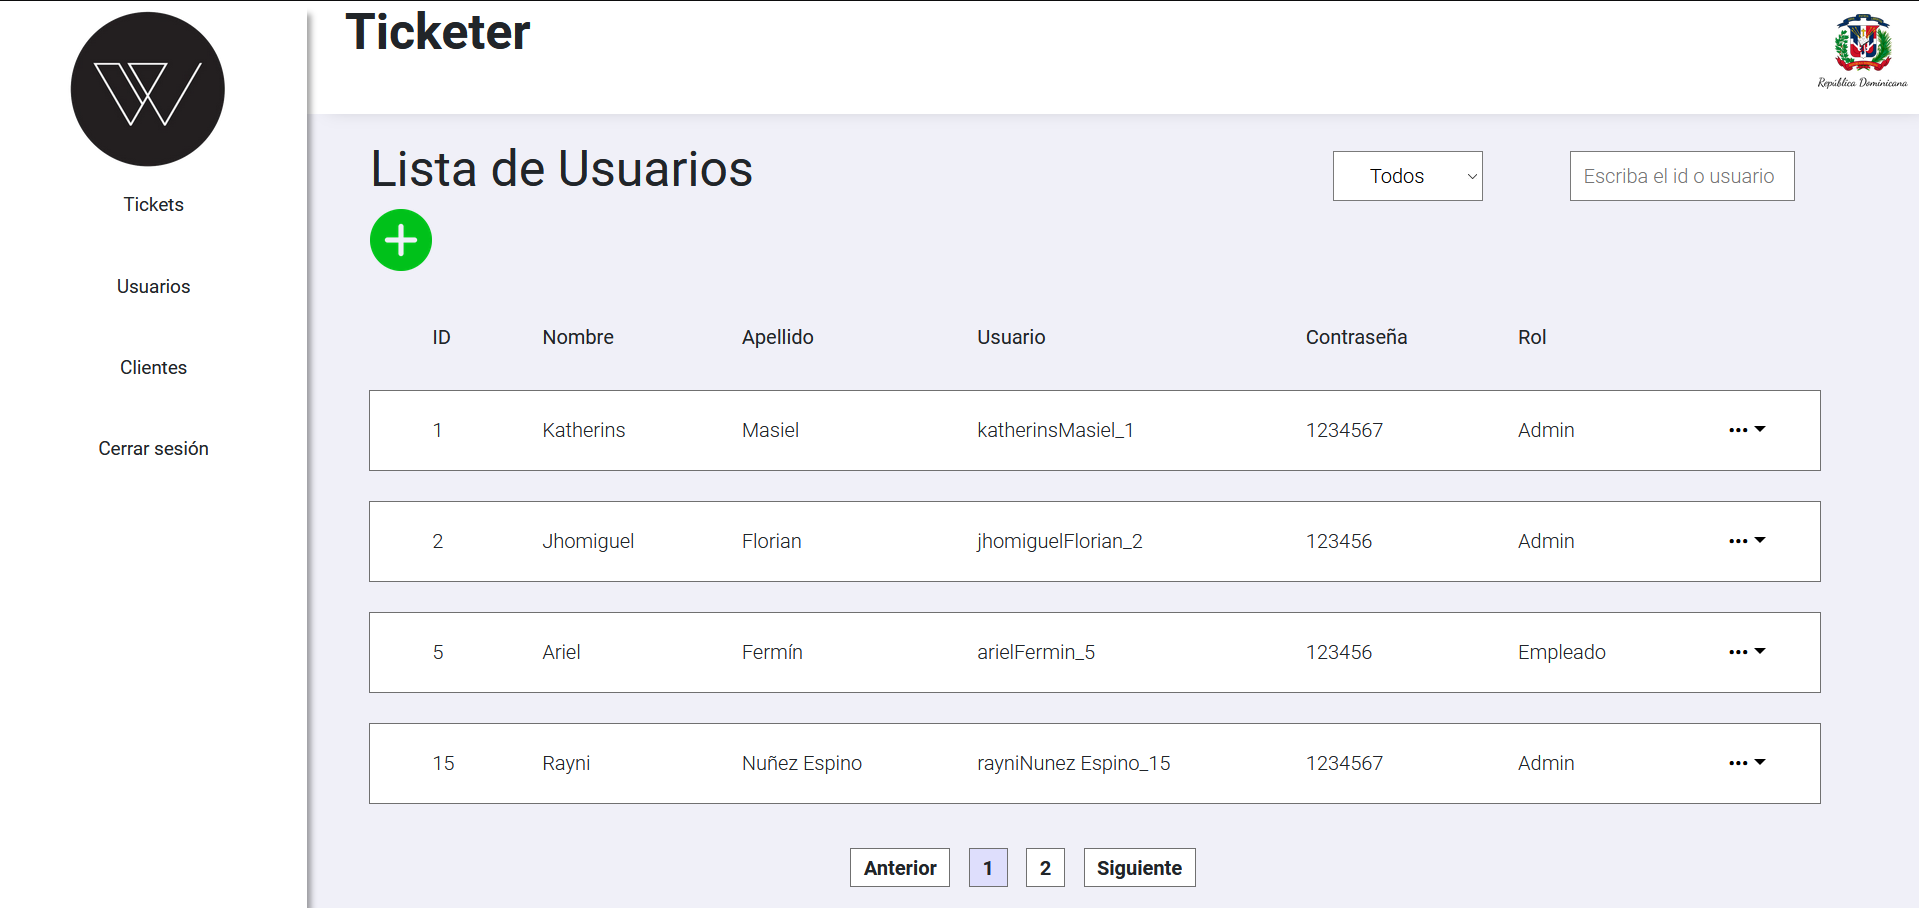 Ticketer
República Dominicana
Tickets
Usuarios
Clientes
Cerrar sesión
Lista de Usuarios
Todos
Escriba el id o usuario
ID Nombre Apellido Usuario Contraseña Rol
1 Katherins Masiel katherinsMasiel_1 1234567 Admin
2 Jhomiguel Florian jhomiguelFlorian_2 123456 Admin
5 Ariel Fermín arielFermin_5 123456 Empleado
15 Rayni Nuñez Espino rayniNunez Espino_15 1234567 Admin
Anterior 1 2 Siguiente